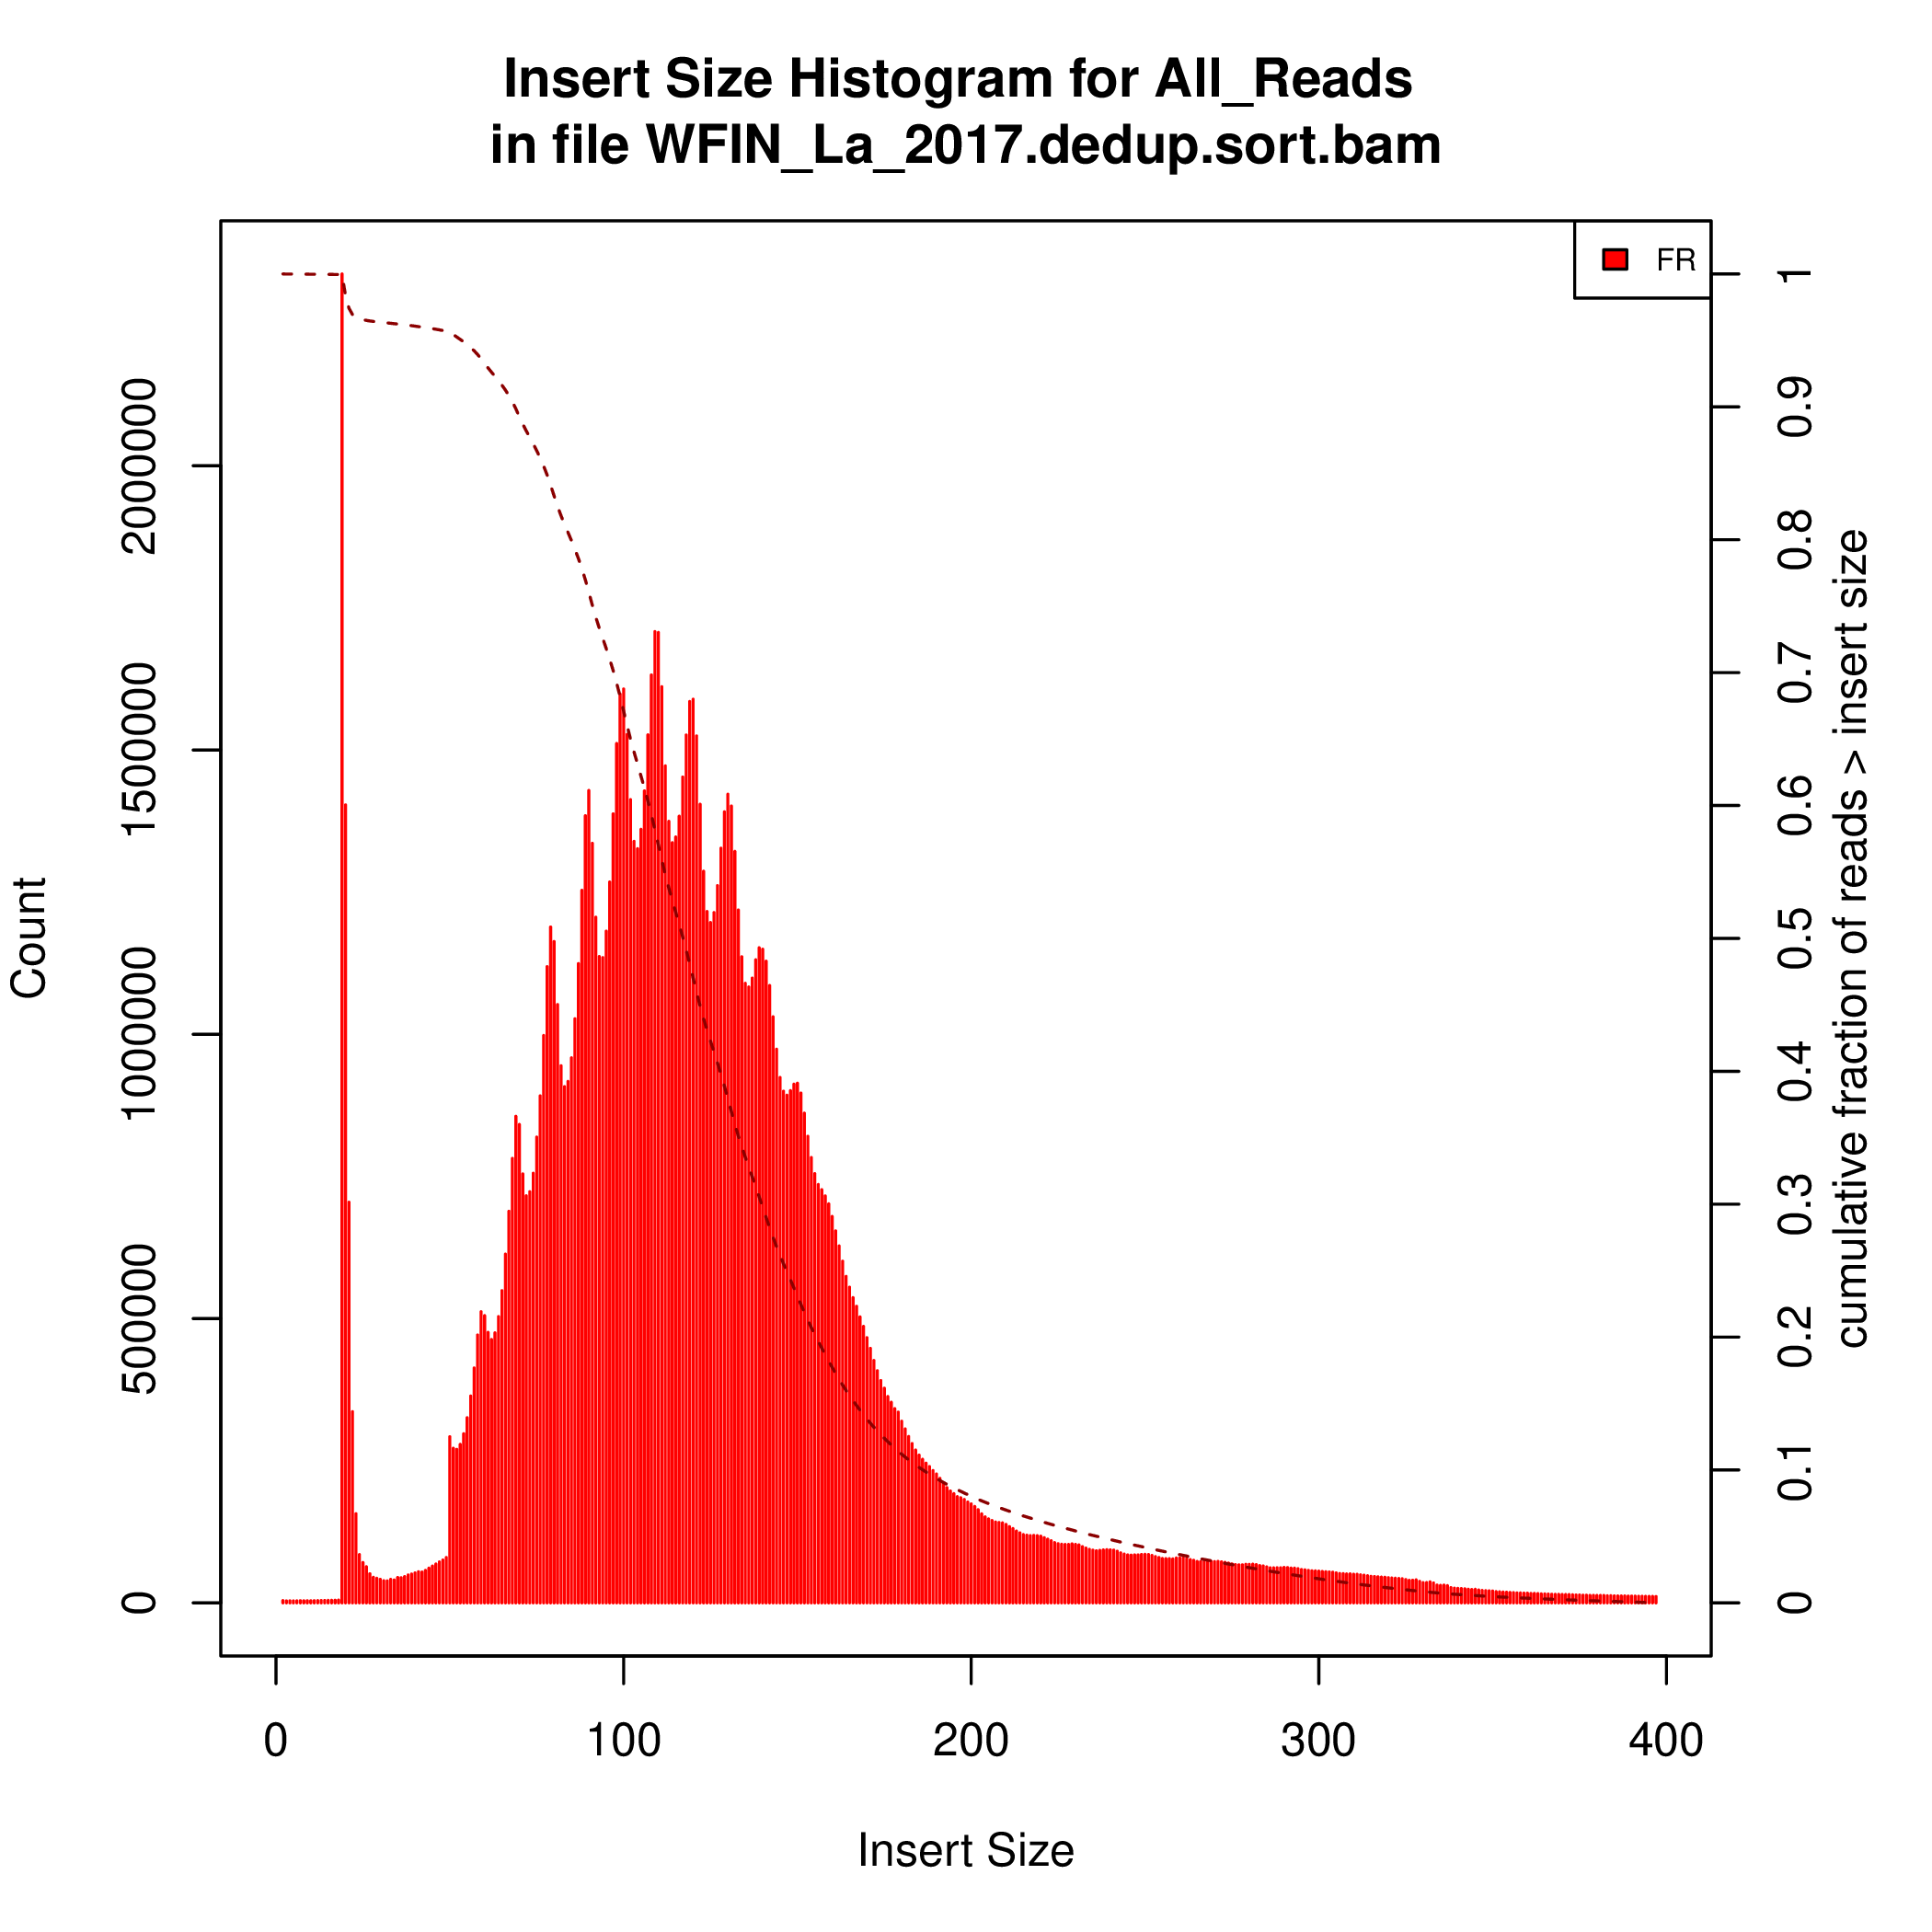 Insert Size Histogram for All_Reads
in file WFIN_La_2017.dedup.sort.bam
FR
Count
0
500000
1000000
1500000
2000000
0
0.1
0.2
0.3
0.4
0.5
0.6
0.7
0.8
0.9
1
cumulative fraction of reads > insert size
0 100 200 300 400
Insert Size